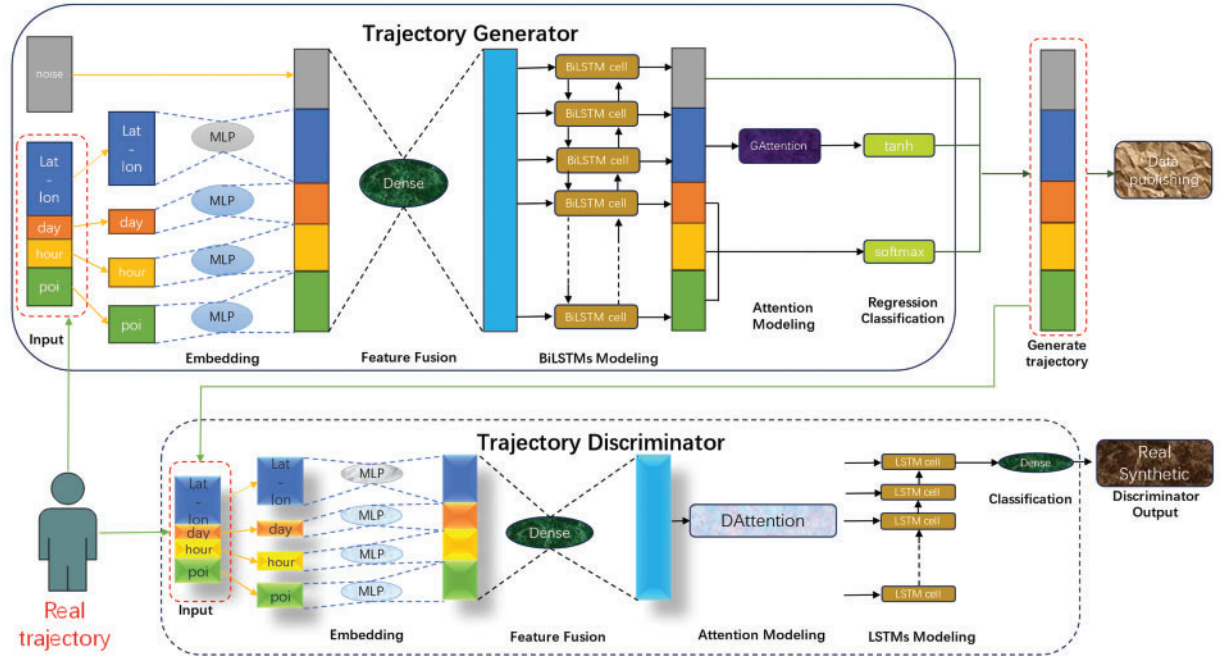 Trajectory Generator
noise
Lat
-
lon
day
hour
poi
Input
Lat
-
lon
day
hour
poi
MLP
MLP
MLP
MLP
Embedding
Dense
Feature Fusion
BiLSTM cell
BiLSTM cell
BiLSTM cell
BiLSTM cell
BiLSTM cell
BiLSTMs Modeling
GAttention
Attention
Modeling
tanh
softmax
Regression
Classification
Generate
trajectory
Data
publishing
Real
trajectory
Trajectory Discriminator
Lat
-
lon
day
hour
poi
Input
Lat
-
lon
day
hour
poi
MLP
MLP
MLP
MLP
Embedding
Dense
Feature Fusion
DAttention
Attention Modeling
LSTM cell
LSTM cell
LSTM cell
LSTM cell
LSTMs Modeling
Dense
Classification
Real
Synthetic
Discriminator
Output